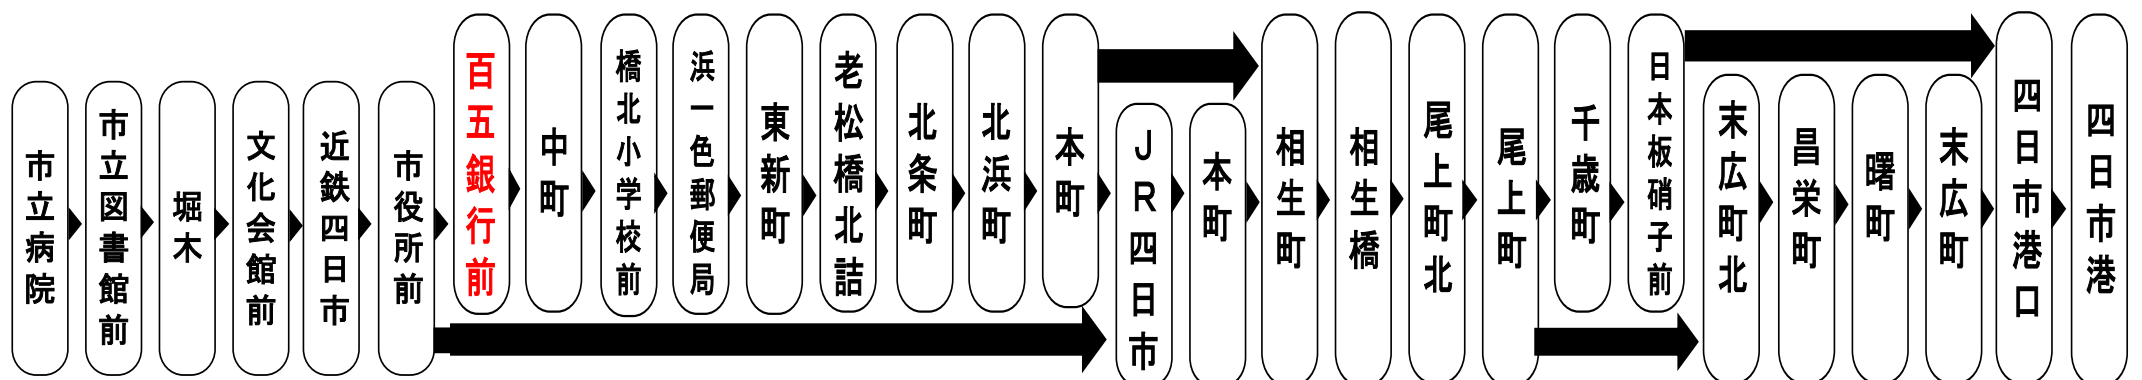 市立病院
市立図書館前
堀木
文化会館前
近鉄四日市
市役所前
百五銀行前
中町
橋北小学校前
浜一色郵便局
東新町
老松橋北詰
北条町
北浜町
本町
JR四日市
本町
相生町
相生橋
尾上町北
尾上町
千歳町
日本板硝子前
末広町北
昌栄町
曙町
末広町
四日市港口
四日市港